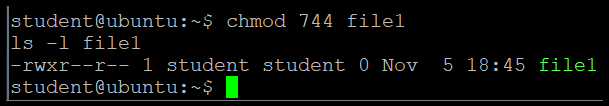 student@ubuntu:~$ chmod 744 file1
ls -l file1
-rwxr--r-- 1 student student 0 Nov  5 18:45 file1
student@ubuntu:~$